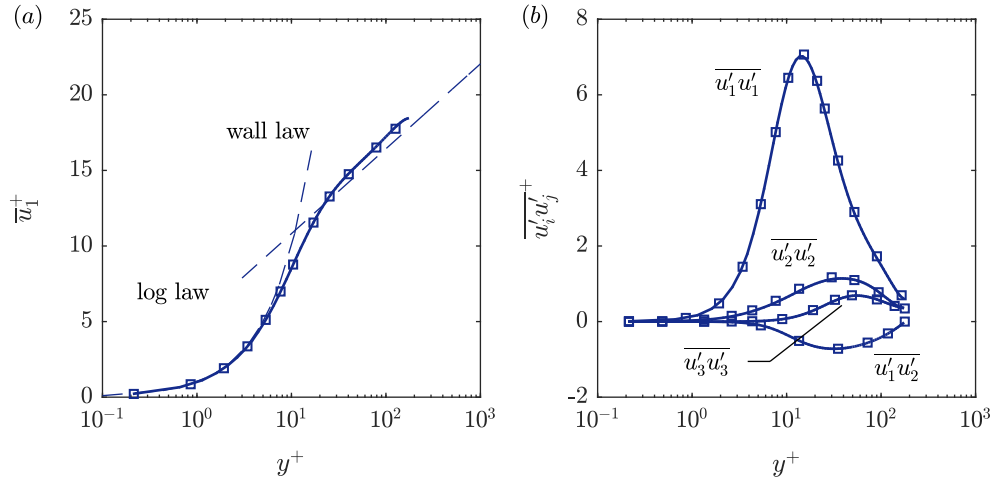 (a)
25
20
15
10
5
0
u̅₁⁺
wall law
log law
10⁻¹ 10⁰ 10¹ 10² 10³
y⁺
(b)
8
6
4
2
0
-2
u′ᵢu′ⱼ⁺
u′₁u′₁
u′₂u′₂
u′₃u′₃
u′₁u′₂
10⁻¹ 10⁰ 10¹ 10² 10³
y⁺